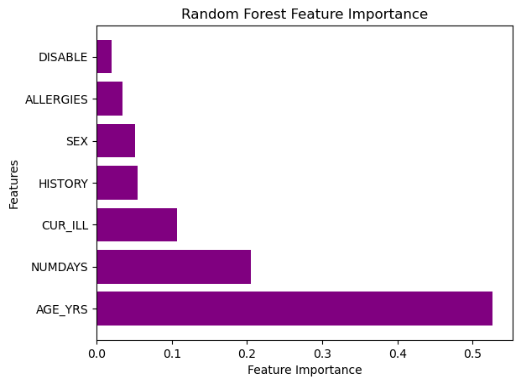 Random Forest Feature Importance
Features
DISABLE
ALLERGIES
SEX
HISTORY
CUR_ILL
NUMDAYS
AGE_YRS
0.0 0.1 0.2 0.3 0.4 0.5
Feature Importance